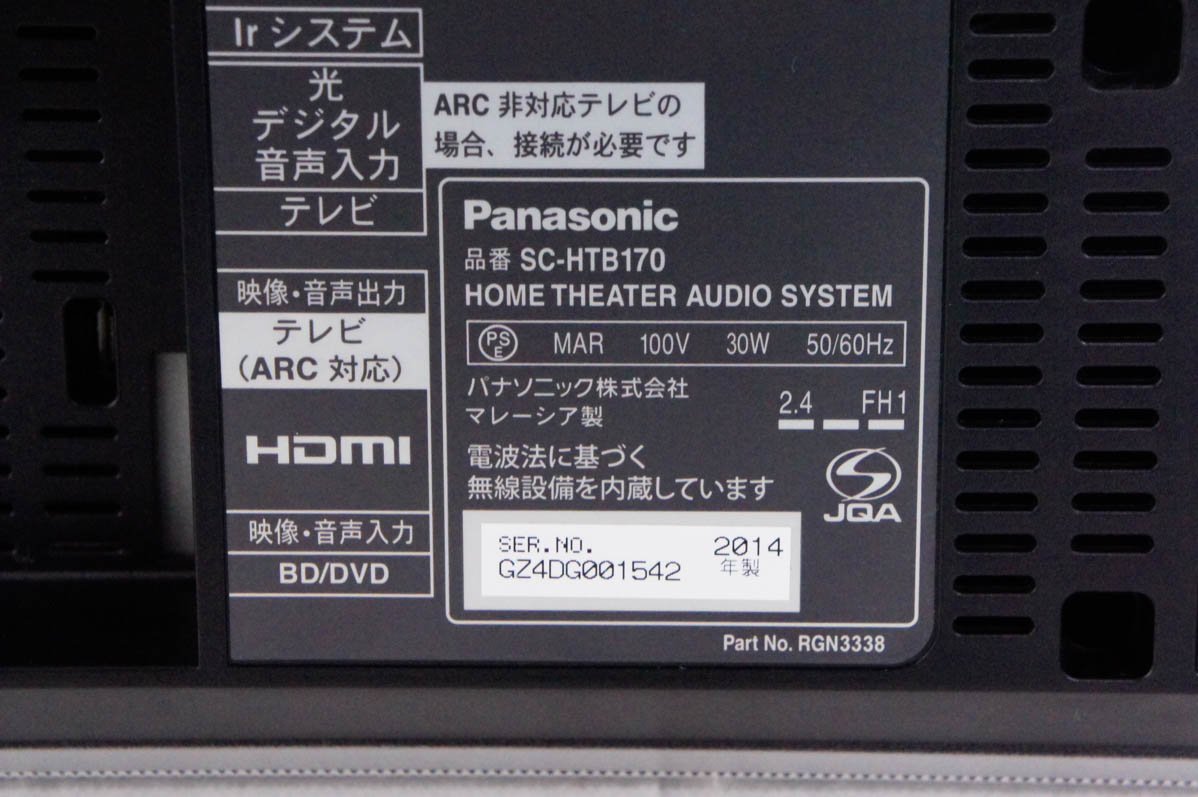 Ir システム
光
デジタル
音声入力
テレビ
ARC 非対応テレビの
場合、接続が必要です
映像・音声出力
テレビ
(ARC 対応)
HDMI
映像・音声入力
BD/DVD
Panasonic
品番 SC-HTB170
HOME THEATER AUDIO SYSTEM
PSE MAR 100V 30W 50/60Hz
パナソニック株式会社
マレーシア製
2.4 FH1
電波法に基づく
無線設備を内蔵しています
JQA
SER.NO. 2014
GZ4DG001542 年製
Part No. RGN3338